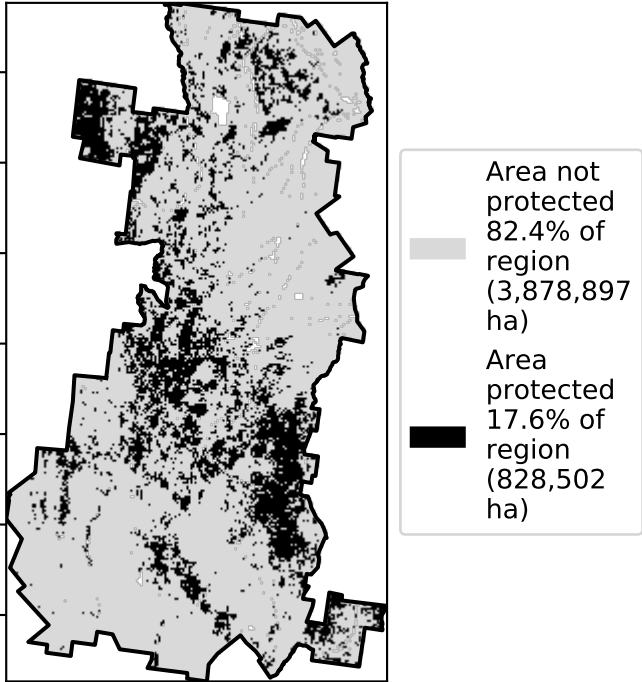 Area not
protected
82.4% of
region
(3,878,897
ha)
Area
protected
17.6% of
region
(828,502
ha)